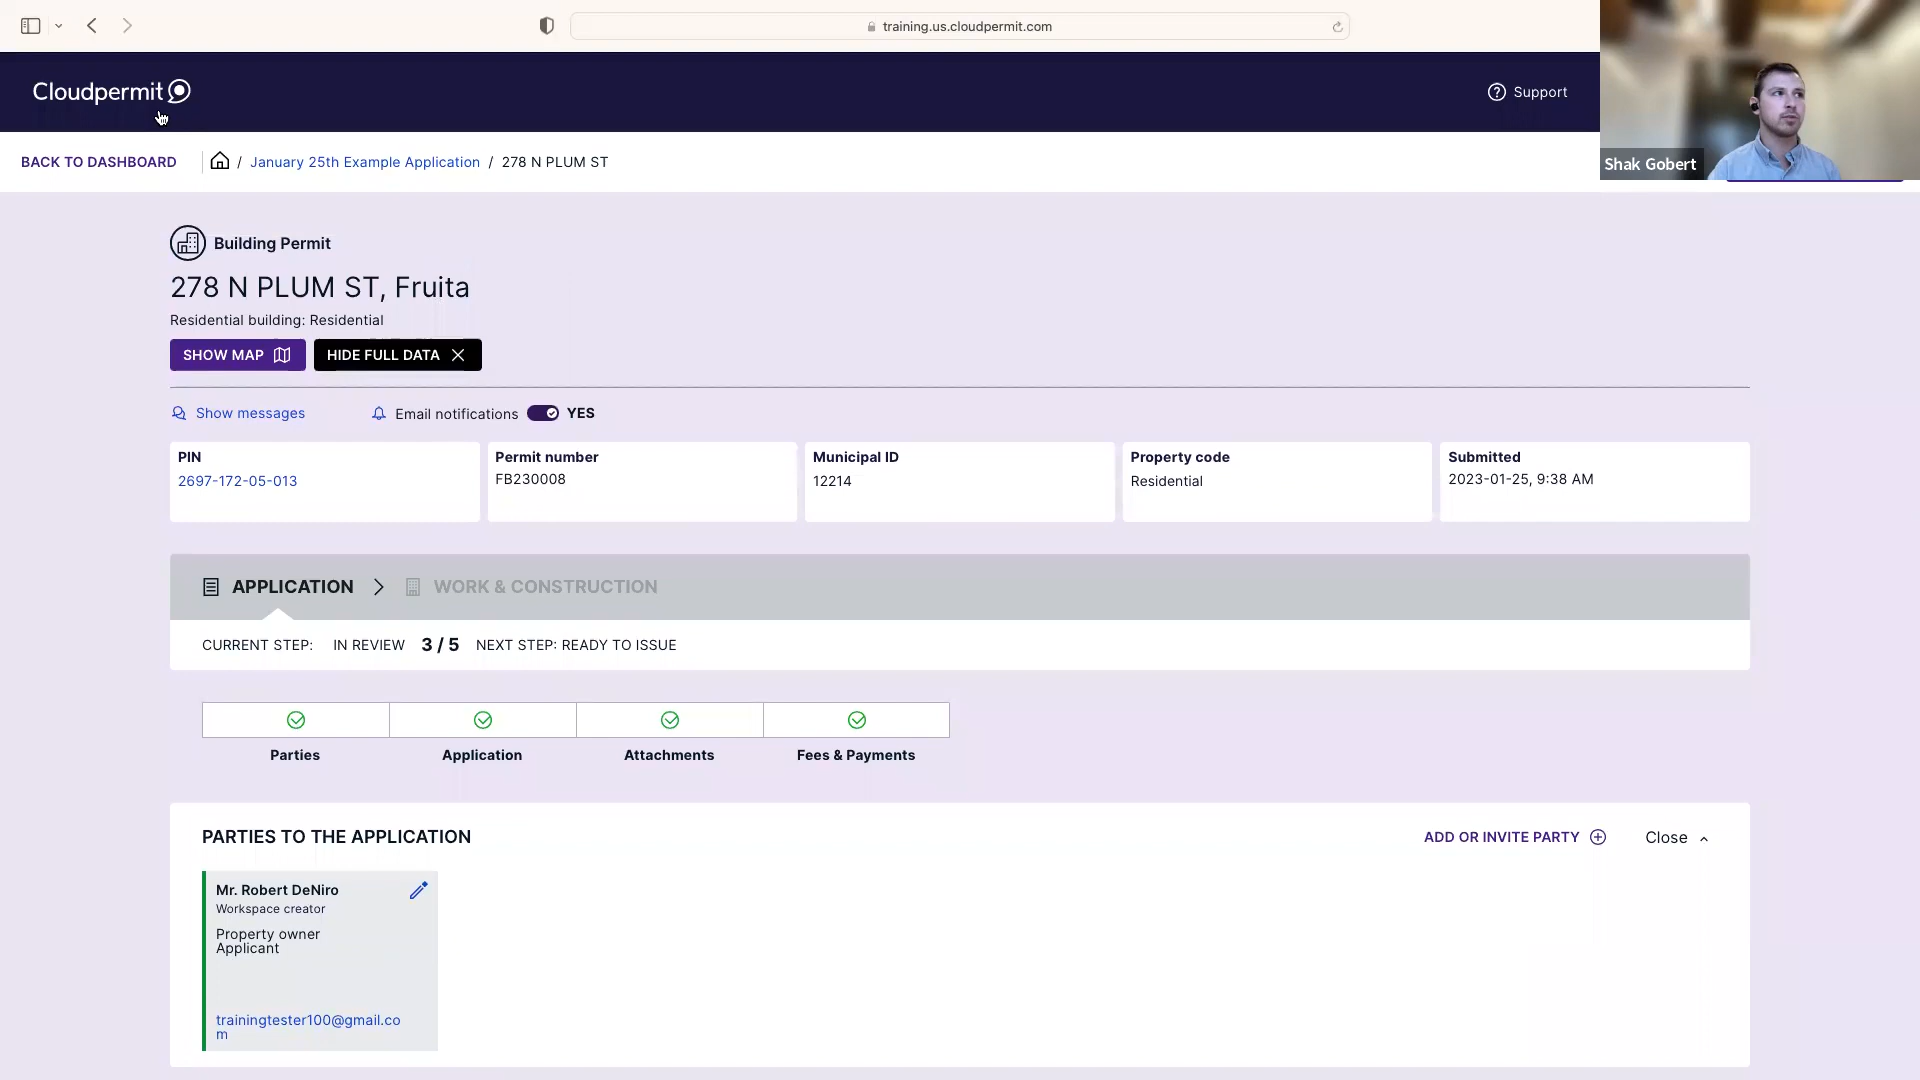 training.us.cloudpermit.com
Cloudpermit
Support
BACK TO DASHBOARD
/ January 25th Example Application / 278 N PLUM ST
Shak Gobert
Building Permit
278 N PLUM ST, Fruita
Residential building: Residential
SHOW MAP
HIDE FULL DATA
Show messages
Email notifications YES
PIN
2697-172-05-013
Permit number
FB230008
Municipal ID
12214
Property code
Residential
Submitted
2023-01-25, 9:38 AM
APPLICATION
WORK & CONSTRUCTION
CURRENT STEP: IN REVIEW 3 / 5 NEXT STEP: READY TO ISSUE
Parties
Application
Attachments
Fees & Payments
PARTIES TO THE APPLICATION
ADD OR INVITE PARTY
Close
Mr. Robert DeNiro
Workspace creator
Property owner
Applicant
trainingtester100@gmail.co
m